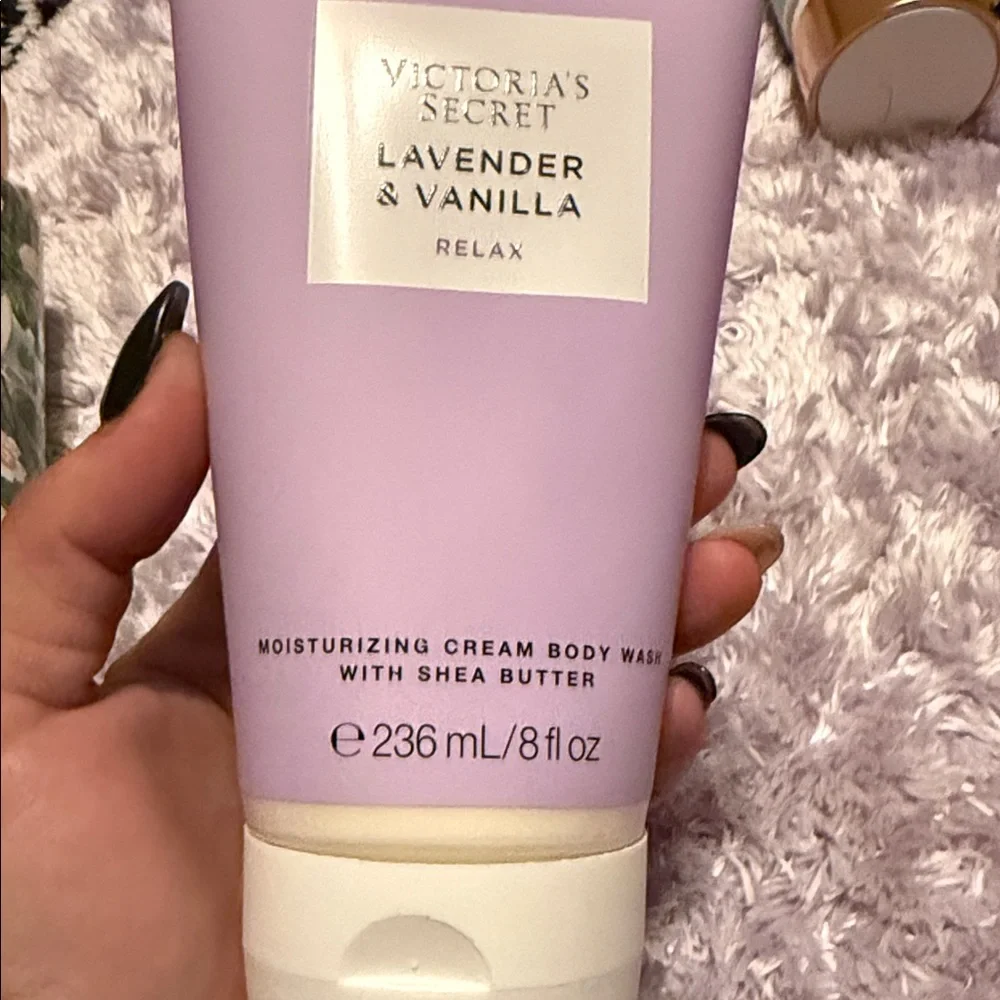 VICTORIA'S
SECRET
LAVENDER
& VANILLA
RELAX
MOISTURIZING CREAM BODY WASH
WITH SHEA BUTTER
℮ 236 mL/8 fl oz